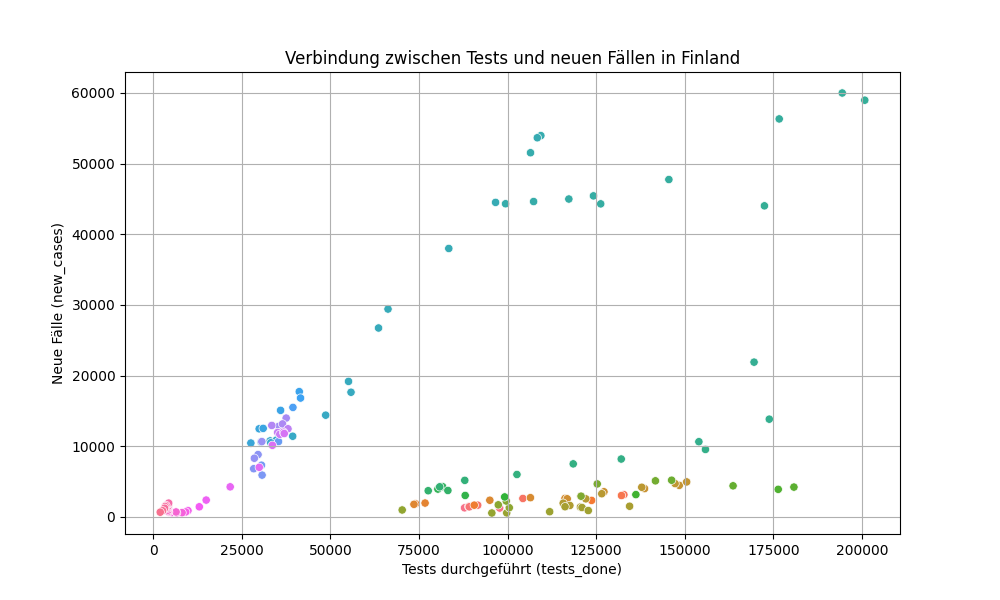 Verbindung zwischen Tests und neuen Fällen in Finland
60000
50000
40000
30000
20000
10000
0
Neue Fälle (new_cases)
0 25000 50000 75000 100000 125000 150000 175000 200000
Tests durchgeführt (tests_done)